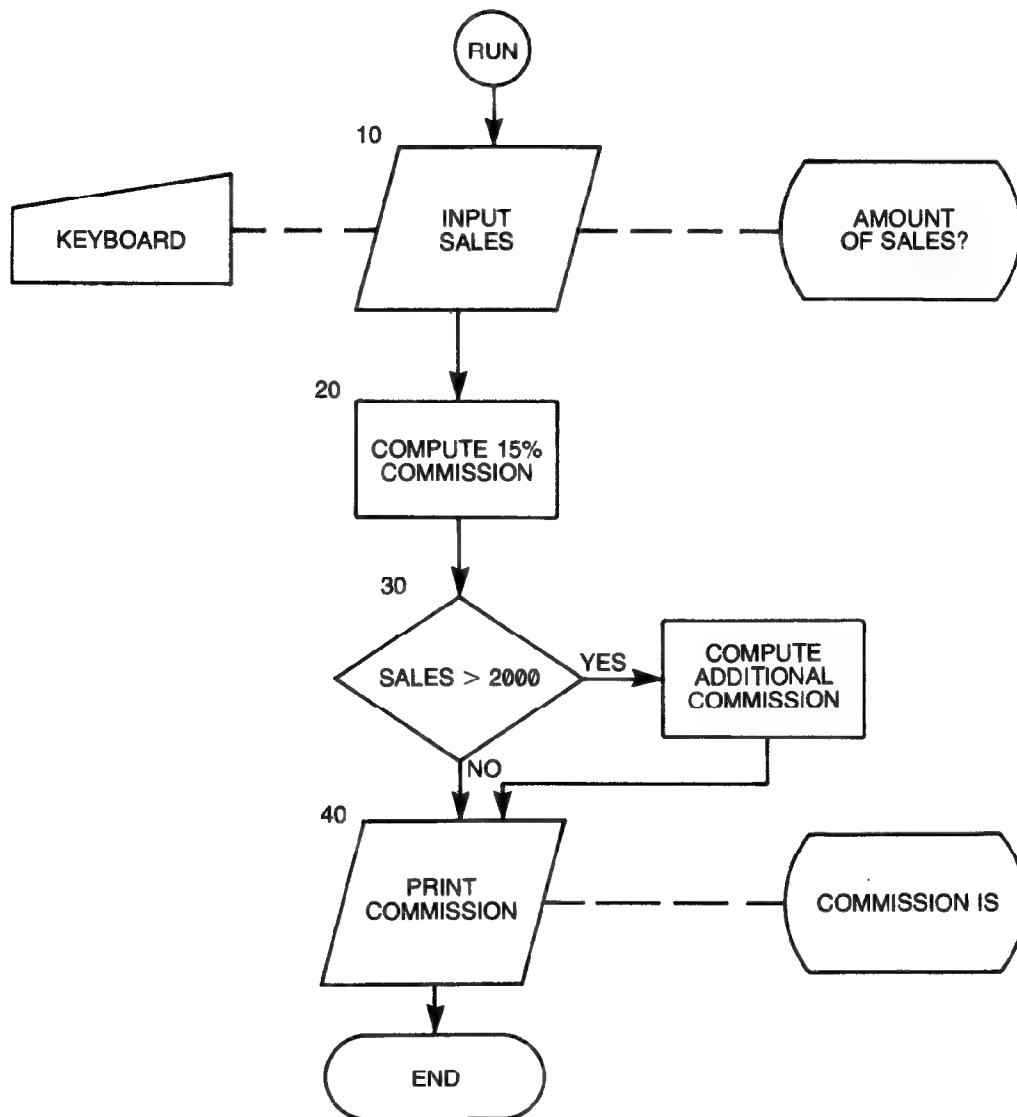 RUN
10
KEYBOARD
INPUT
SALES
AMOUNT
OF SALES?
20
COMPUTE 15%
COMMISSION
30
SALES > 2000
YES
COMPUTE
ADDITIONAL
COMMISSION
NO
40
PRINT
COMMISSION
COMMISSION IS
END